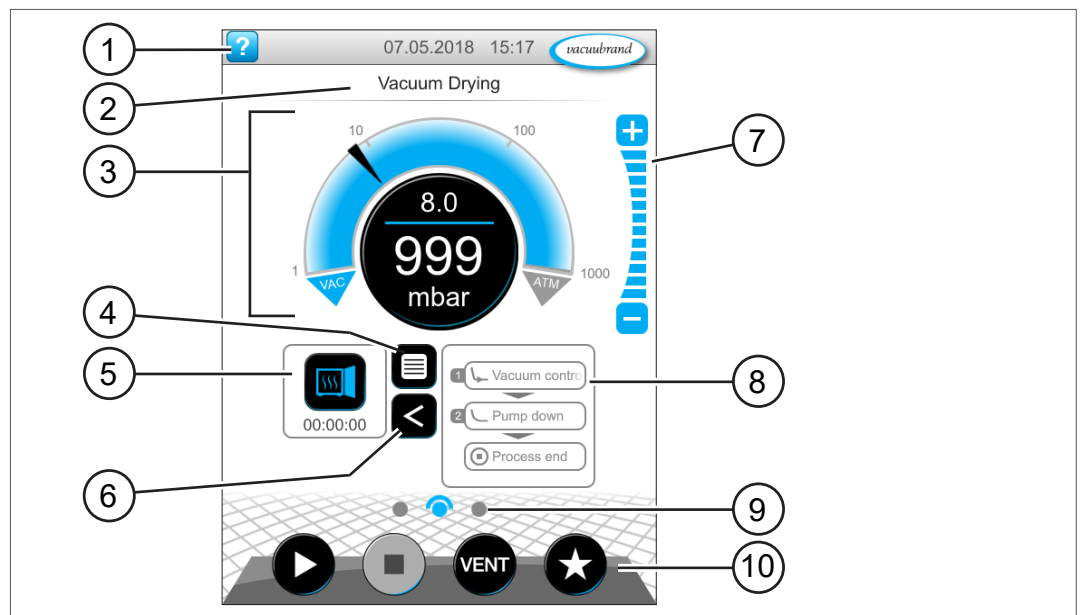 1
?
07.05.2018 15:17
vacuubrand
2
Vacuum Drying
3
10
100
7
8.0
999
mbar
1
1000
VAC
ATM
4
5
00:00:00
6
1 Vacuum contro
2 Pump down
Process end
8
9
VENT
10